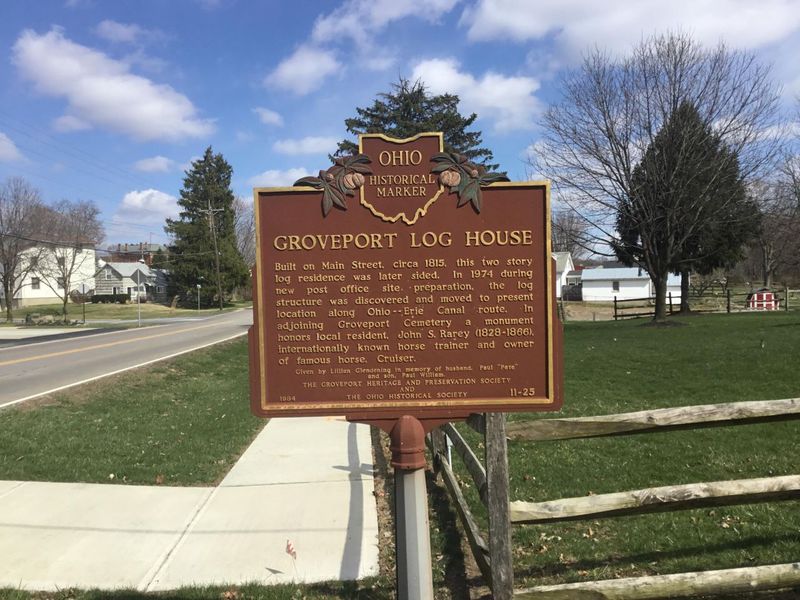 OHIO
HISTORICAL
MARKER
GROVEPORT LOG HOUSE
Built on Main Street, circa 1815, this two story
log residence was later sided. In 1974 during
new post office site preparation, the log
structure was discovered and moved to present
location along Ohio–Erie Canal route. In
adjoining Groveport Cemetery a monument
honors local resident, John S. Rarey (1828-1866),
internationally known horse trainer and owner
of famous horse, Cruiser.
Given by Lillian Glenorning in memory of husband, Paul "Pete"
and son, Paul William.
THE GROVEPORT HERITAGE AND PRESERVATION SOCIETY
AND
1984 THE OHIO HISTORICAL SOCIETY 11-25